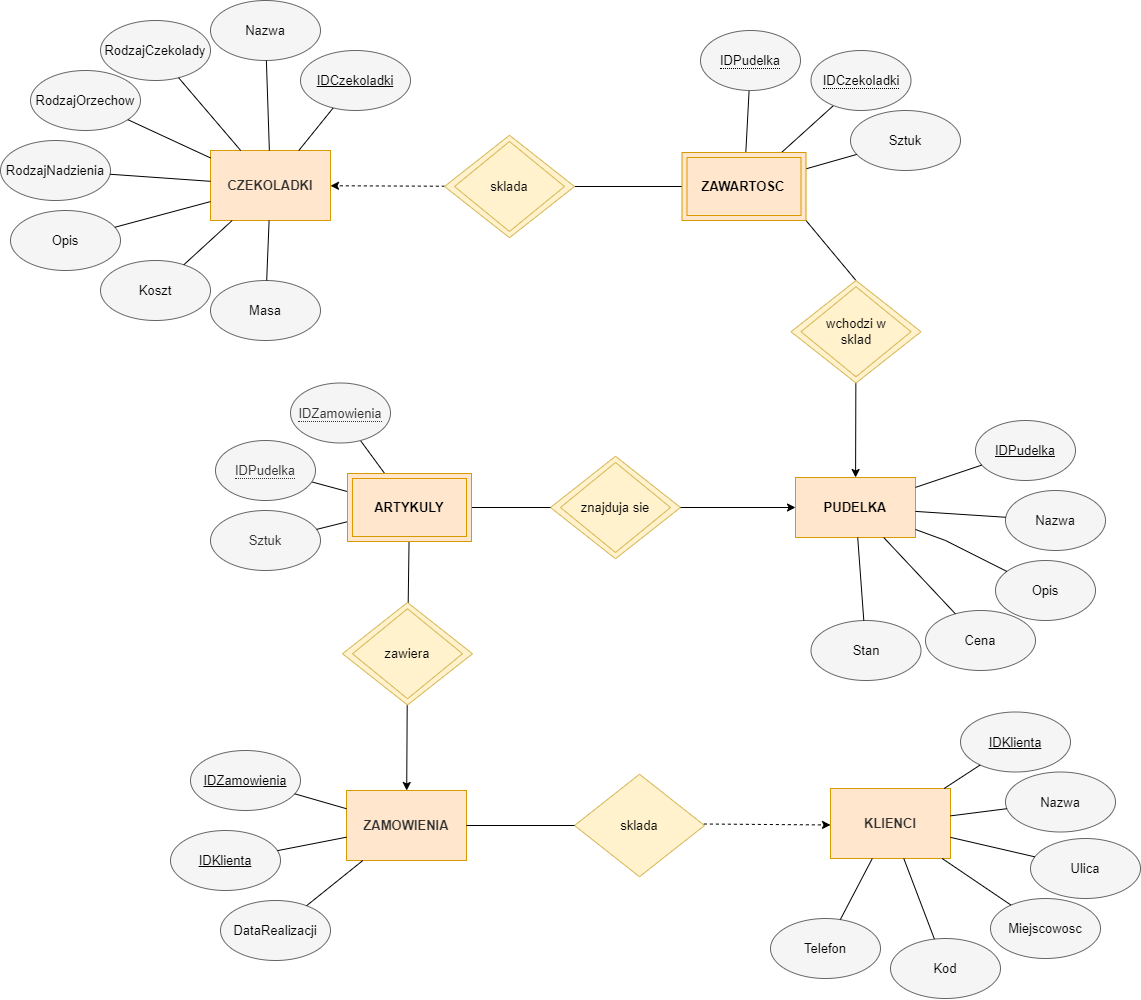 Nazwa
RodzajCzekolady
IDCzekoladki
RodzajOrzechow
RodzajNadzienia
CZEKOLADKI
Opis
Koszt
Masa
sklada
IDPudelka
IDCzekoladki
Sztuk
ZAWARTOSC
wchodzi w
sklad
IDZamowienia
IDPudelka
Sztuk
ARTYKULY
znajduja sie
PUDELKA
IDPudelka
Nazwa
Opis
Cena
Stan
zawiera
IDZamowienia
IDKlienta
DataRealizacji
ZAMOWIENIA
sklada
KLIENCI
IDKlienta
Nazwa
Ulica
Miejscowosc
Kod
Telefon